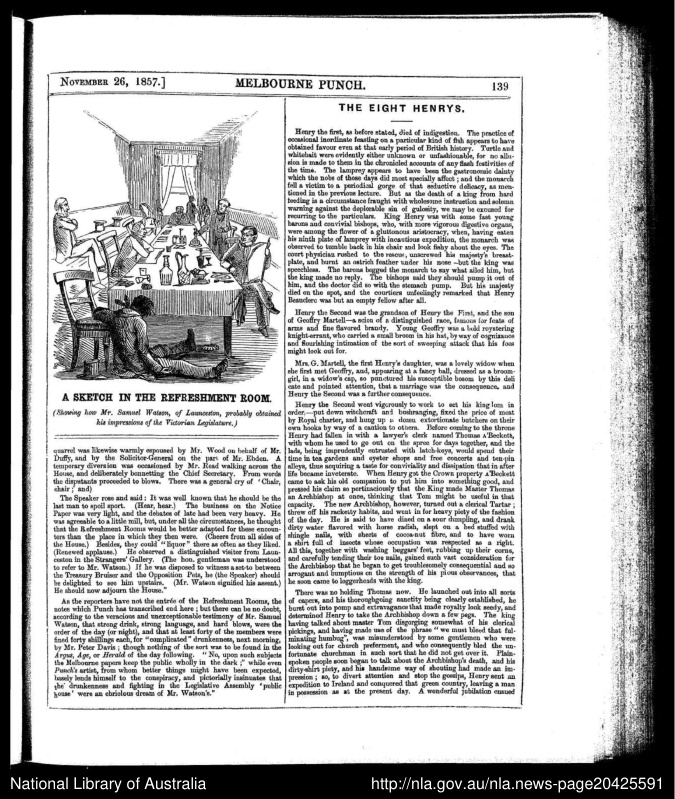 NOVEMBER 26, 1857.]
MELBOURNE PUNCH.
139
A SKETCH IN THE REFRESHMENT ROOM.
(Showing how Mr. Samuel Watson, of Launceston, probably obtained
his impressions of the Victorian Legislature.)
quarrel was likewise warmly espoused by Mr. Wood on behalf of Mr.
Duffy, and by the Solicitor-General on the part of Mr. Ebden. A
temporary diversion was occasioned by Mr. Read walking across the
House, and deliberately bonnetting the Chief Secretary. From words
the disputants proceeded to blows. There was a general cry of 'Chair,
chair; and)
The Speaker rose and said: It was well known that he should be the
last man to spoil sport. (Hear, hear.) The business on the Notice
Paper was very light, and the debates of late had been very heavy. He
was agreeable to a little mill, but, under all the circumstances, he thought
that the Refreshment Rooms would be better adapted for these encoun-
ters than the place in which they then were. (Cheers from all sides of
the House.) Besides, they could "liquor" there as often as they liked.
(Renewed applause.) He observed a distinguished visiter from Laun-
ceston in the Strangers' Gallery. (The hon. gentleman was understood
to refer to Mr. Watson.) If he was disposed to witness a set-to between
the Treasury Bruiser and the Opposition Pets, he (the Speaker) should
be delighted to see him upstairs. (Mr. Watson signified his assent.)
He should now adjourn the House."
As the reporters have not the entrée of the Refreshment Rooms, the
notes which Punch has transcribed end here; but there can be no doubt,
according to the veracious and unexceptionable testimony of Mr. Samuel
Watson, that strong drink, strong language, and hard blows, were the
order of the day (or night), and that at least forty of the members were
fined forty shillings each, for "complicated" drunkenness, next morning,
by Mr. Peter Davis; though nothing of the sort was to be found in the
Argus, Age, or Herald of the day following. "No, upon such subjects
the Melbourne papers keep the public wholly in the dark;" while even
Punch's artist, from whom better things might have been expected,
basely lends himself to the conspiracy, and pictorially insinuates that
the drunkenness and fighting in the Legislative Assembly 'public
house' were an ebrious dream of Mr. Watson's."
THE EIGHT HENRYS.
Henry the first, as before stated, died of indigestion. The practice of
occasional inordinate feasting on a particular kind of fish appears to have
obtained favour even at that early period of British history. Turtle and
whitebait were evidently either unknown or unfashionable, for no allu-
sion is made to them in the chronicled accounts of any flash festivities of
the time. The lamprey appears to have been the gastronomic dainty
which the nobs of those days did most specially affect; and the monarch
fell a victim to a periodical gorge of that seductive delicacy, as men-
tioned in the previous lecture. But as the death of a king from hard
feeding is a circumstance fraught with wholesome instruction and solemn
warning against the deplorable sin of gulosity, we may be excused for
recurring to the particulars. King Henry was with some fast young
barons and convivial bishops, who, with more vigorous digestive organs,
were among the flower of a gluttonous aristocracy, when, having eaten
his ninth plate of lamprey with incautious expedition, the monarch was
observed to tumble back in his chair and look fishy about the eyes. The
court physician rushed to the rescue, unscrewed his majesty's breast-
plate, and burnt an ostrich feather under his nose—but the king was
speechless. The barons begged the monarch to say what ailed him, but
the king made no reply. The bishops said they should pump it out of
him, and the doctor did so with the stomach pump. But his majesty
died on the spot, and the courtiers unfeelingly remarked that Henry
Beauclerc was but an empty fellow after all.
Henry the Second was the grandson of Henry the First, and the son
of Geoffry Martell—a scion of a distinguished race, famous for feats of
arms and fine flavored brandy. Young Geoffry was a bold roystering
knight-errant, who carried a small broom in his hat, by way of cognizance
and flourishing intimation of the sort of sweeping attack that his foes
might look out for.
Mrs. G. Martell, the first Henry's daughter, was a lovely widow when
she first met Geoffry, and, appearing at a fancy ball, dressed as a broom-
girl, in a widow's cap, so punctured his susceptible bosom by this deli
cate and pointed attention, that a marriage was the consequence, and
Henry the Second was a further consequence.
Henry the Second went vigorously to work to set his kingdom in
order,—put down witchcraft and bushranging, fixed the price of meat
by Royal charter, and hung up a dozen extortionate butchers on their
own hooks by way of a caution to others. Before coming to the throne
Henry had fallen in with a lawyer's clerk named Thomas A'Beckett,
with whom he used to go out on the spree for days together, and the
lads, being imprudently entrusted with latch-keys, would spend their
time in tea gardens and oyster shops and free concerts and ten-pin
alleys, thus acquiring a taste for conviviality and dissipation that in after
life became inveterate. When Henry got the Crown property A'Beckett
came to ask his old companion to put him into something good, and
pressed his claim so pertinaciously that the King made Master Thomas
an Archbishop at once, thinking that Tom might be useful in that
capacity. The new Archbishop, however, turned out a clerical Tartar;
threw off his rackety habits, and went in for heavy piety of the fashion
of the day. He is said to have dined on a sour dumpling, and drank
dirty water flavored with horse radish, slept on a bed stuffed with
shingle nails, with sheets of cocoa-nut fibre, and to have worn
a shirt full of insects whose occupation was respected as a right.
All this, together with washing beggars' feet, rubbing up their corns,
and carefully tending their toe nails, gained such vast consideration for
the Archbishop that he began to get troublesomely consequential and so
arrogant and bumptious on the strength of his pious observances, that
he soon came to loggerheads with the king.
There was no holding Thomas now. He launched out into all sorts
of capers, and his thoroughgoing sanctity being clearly established, he
burst out into pomp and extravagances that made royalty look seedy, and
determined Henry to take the Archbishop down a few pegs. The king
having talked about master Tom disgorging somewhat of his clerical
pickings, and having made use of the phrase "we must bleed that ful-
minating humbug", was misunderstood by some gentlemen who were
looking out for church preferment, and who consequently bled the un-
fortunate churchman in such sort that he did not get over it. Plain-
spoken people soon began to talk about the Archbishop's death, and his
dirty-shirt piety, and his handsome way of shouting had made an im-
pression; so, to divert attention and stop the gossips, Henry sent an
expedition to Ireland and conquered that green country, leaving a man
in possession as at the present day. A wonderful jubilation ensued
National Library of Australia
http://nla.gov.au/nla.news-page20425591